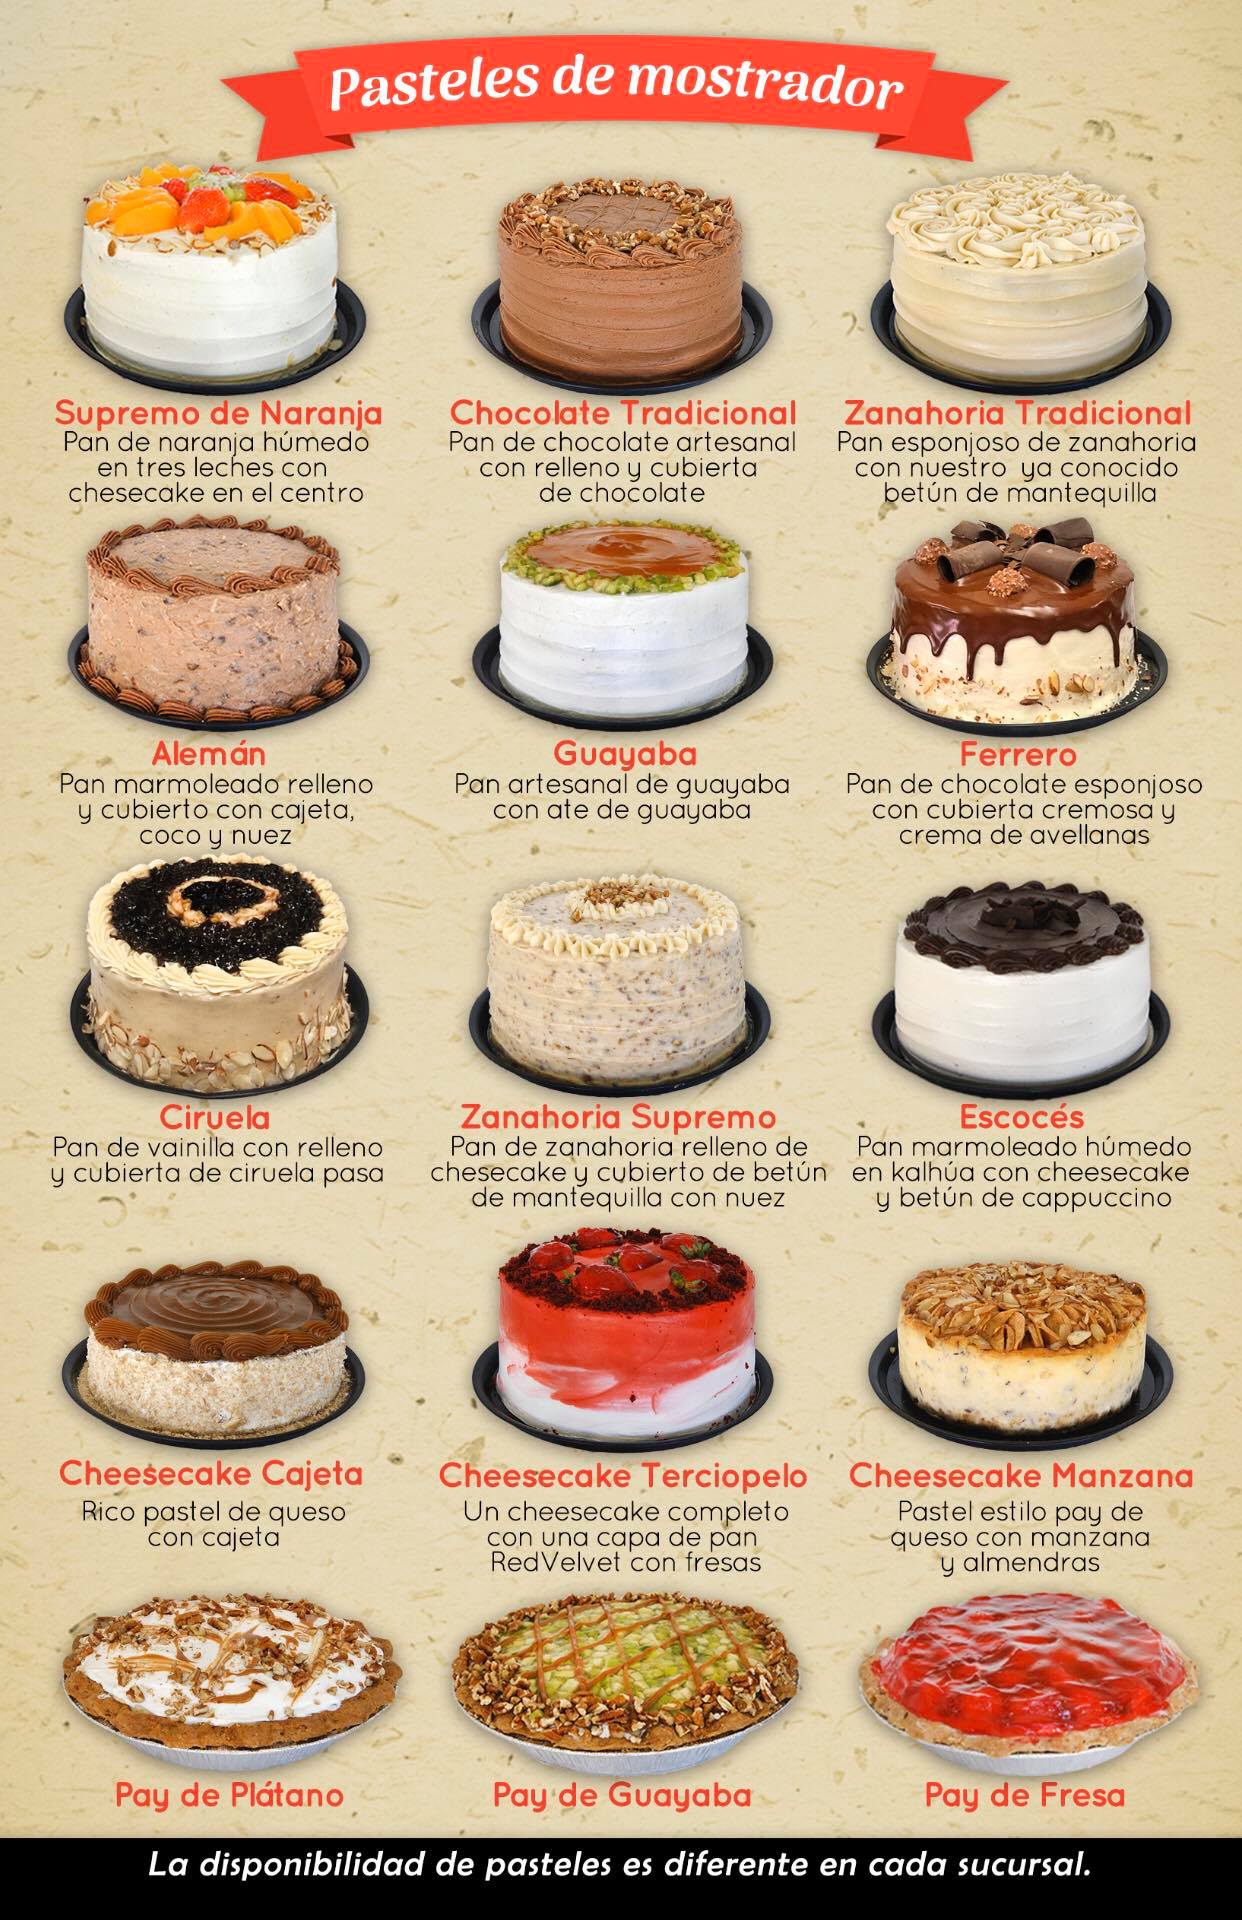 Pasteles de mostrador
Supremo de Naranja
Pan de naranja húmedo
en tres leches con
chesecake en el centro
Chocolate Tradicional
Pan de chocolate artesanal
con relleno y cubierta
de chocolate
Zanahoria Tradicional
Pan esponjoso de zanahoria
con nuestro ya conocido
betún de mantequilla
Alemán
Pan marmoleado relleno
y cubierto con cajeta,
coco y nuez
Guayaba
Pan artesanal de guayaba
con ate de guayaba
Ferrero
Pan de chocolate esponjoso
con cubierta cremosa y
crema de avellanas
Ciruela
Pan de vainilla con relleno
y cubierta de ciruela pasa
Zanahoria Supremo
Pan de zanahoria relleno de
chesecake y cubierto de betún
de mantequilla con nuez
Escocés
Pan marmoleado húmedo
en kalhúa con cheesecake
y betún de cappuccino
Cheesecake Cajeta
Rico pastel de queso
con cajeta
Cheesecake Terciopelo
Un cheesecake completo
con una capa de pan
RedVelvet con fresas
Cheesecake Manzana
Pastel estilo pay de
queso con manzana
y almendras
Pay de Plátano
Pay de Guayaba
Pay de Fresa
La disponibilidad de pasteles es diferente en cada sucursal.